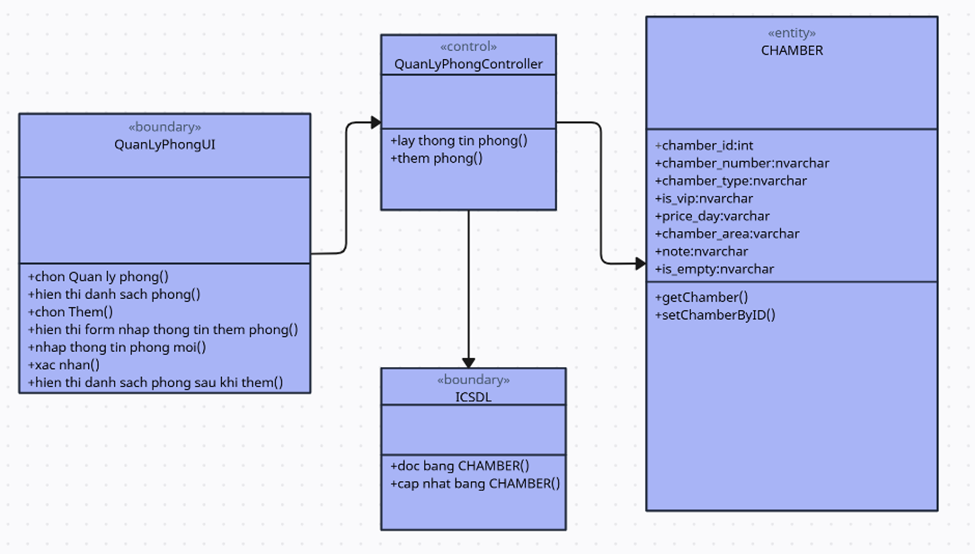 «boundary»
QuanLyPhongUI
+chon Quan ly phong()
+hien thi danh sach phong()
+chon Them()
+hien thi form nhap thong tin them phong()
+nhap thong tin phong moi()
+xac nhan()
+hien thi danh sach phong sau khi them()
«control»
QuanLyPhongController
+lay thong tin phong()
+them phong()
«boundary»
ICSDL
+doc bang CHAMBER()
+cap nhat bang CHAMBER()
«entity»
CHAMBER
+chamber_id:int
+chamber_number:nvarchar
+chamber_type:nvarchar
+is_vip:nvarchar
+price_day:varchar
+chamber_area:varchar
+note:nvarchar
+is_empty:nvarchar
+getChamber()
+setChamberByID()